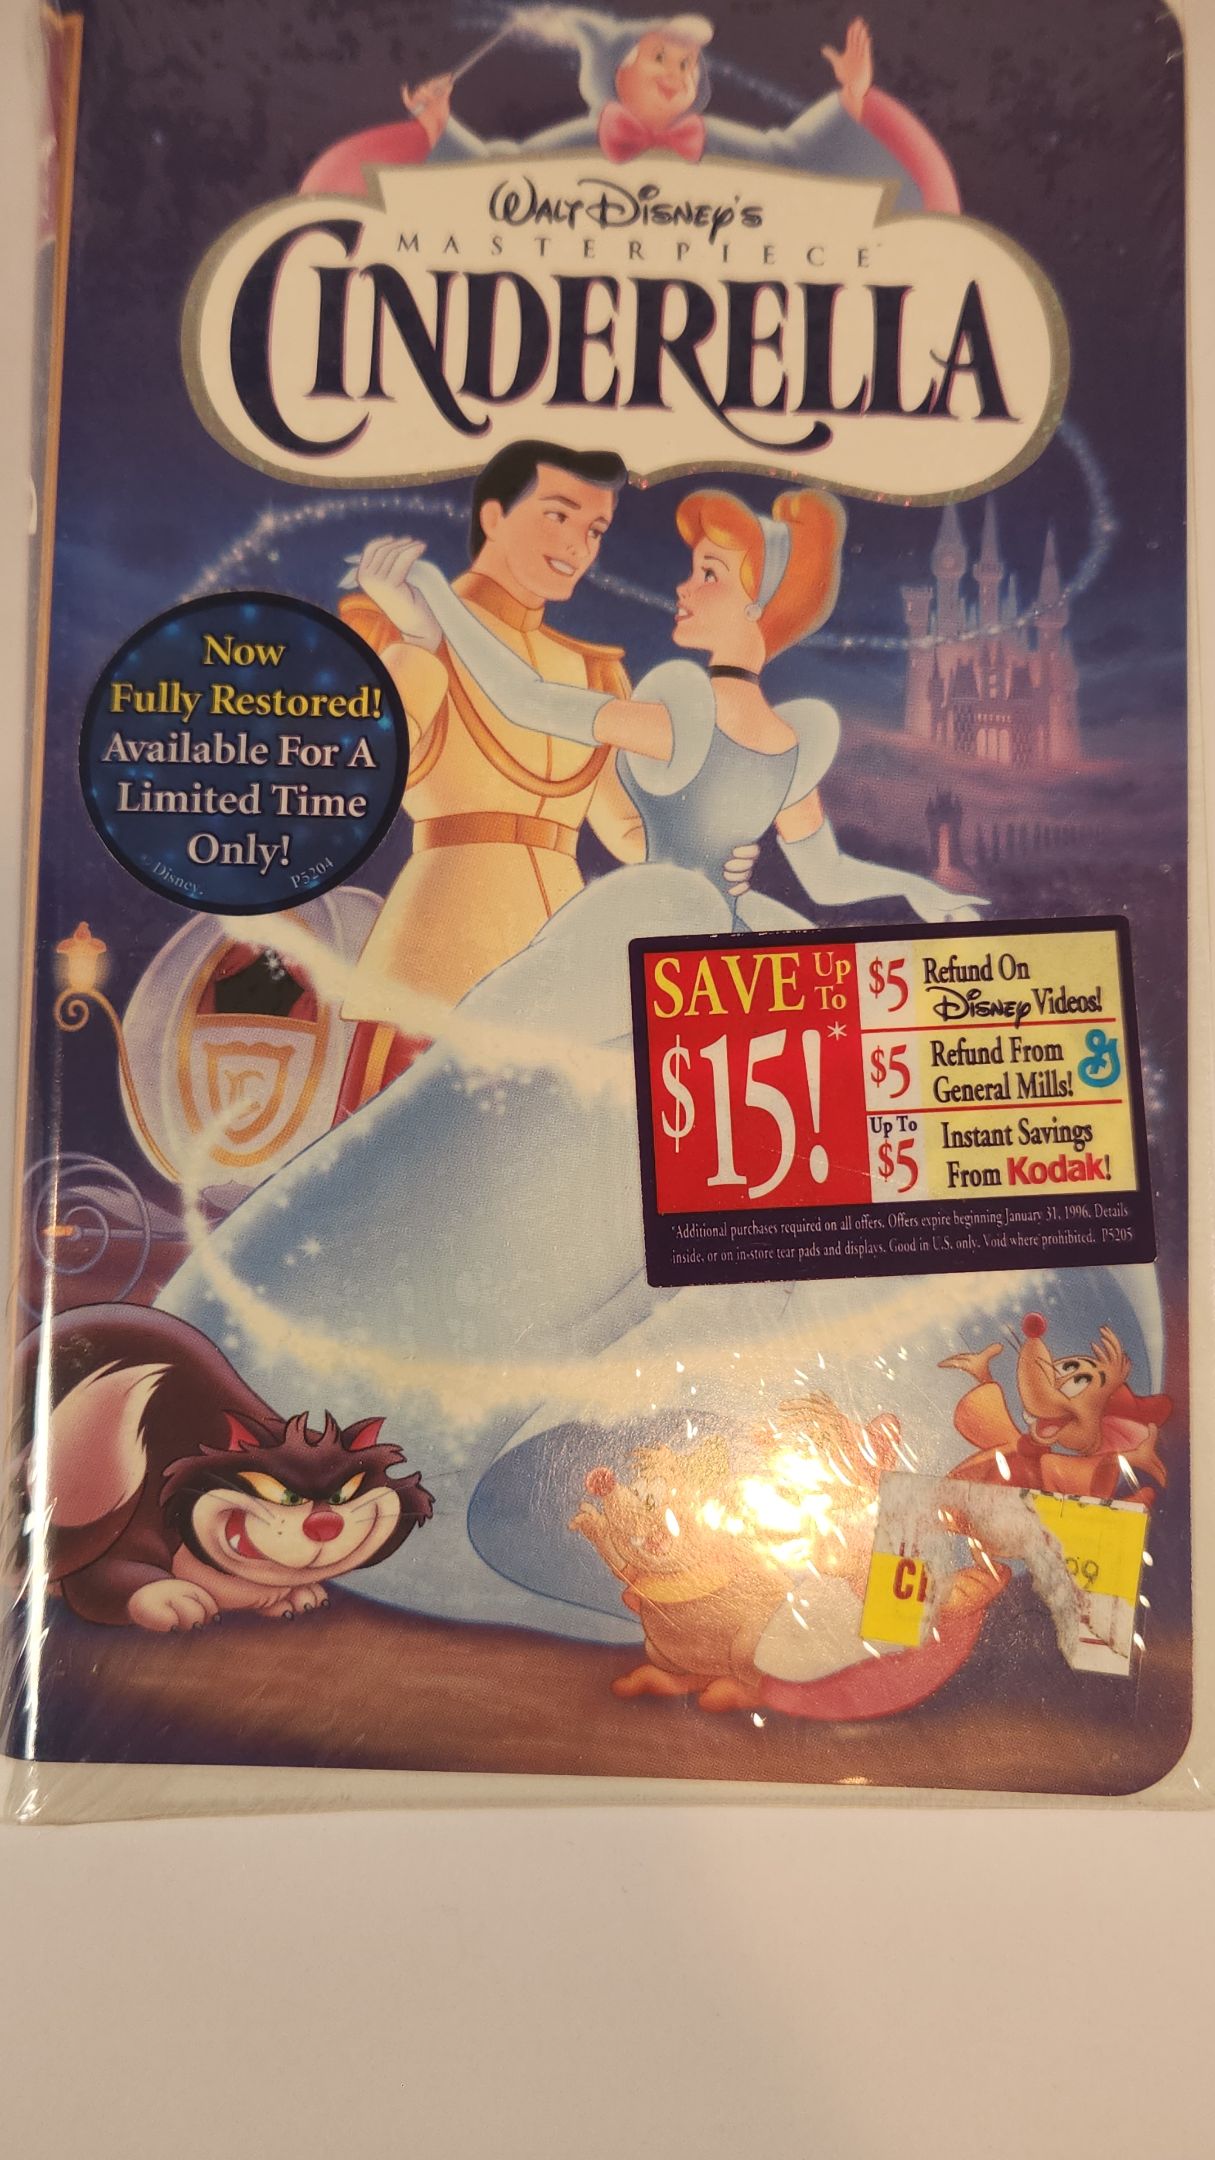 Walt Disney's
MASTERPIECE
CINDERELLA
Now
Fully Restored!
Available For A
Limited Time
Only!
© Disney. P5204
SAVE Up To
$15!*
$5 Refund On
Disney Videos!
$5 Refund From
General Mills! G
Up To $5 Instant Savings
From Kodak!
*Additional purchases required on all offers. Offers expire beginning January 31, 1996. Details
inside, or on in-store tear pads and displays. Good in U.S. only. Void where prohibited. P5205
99